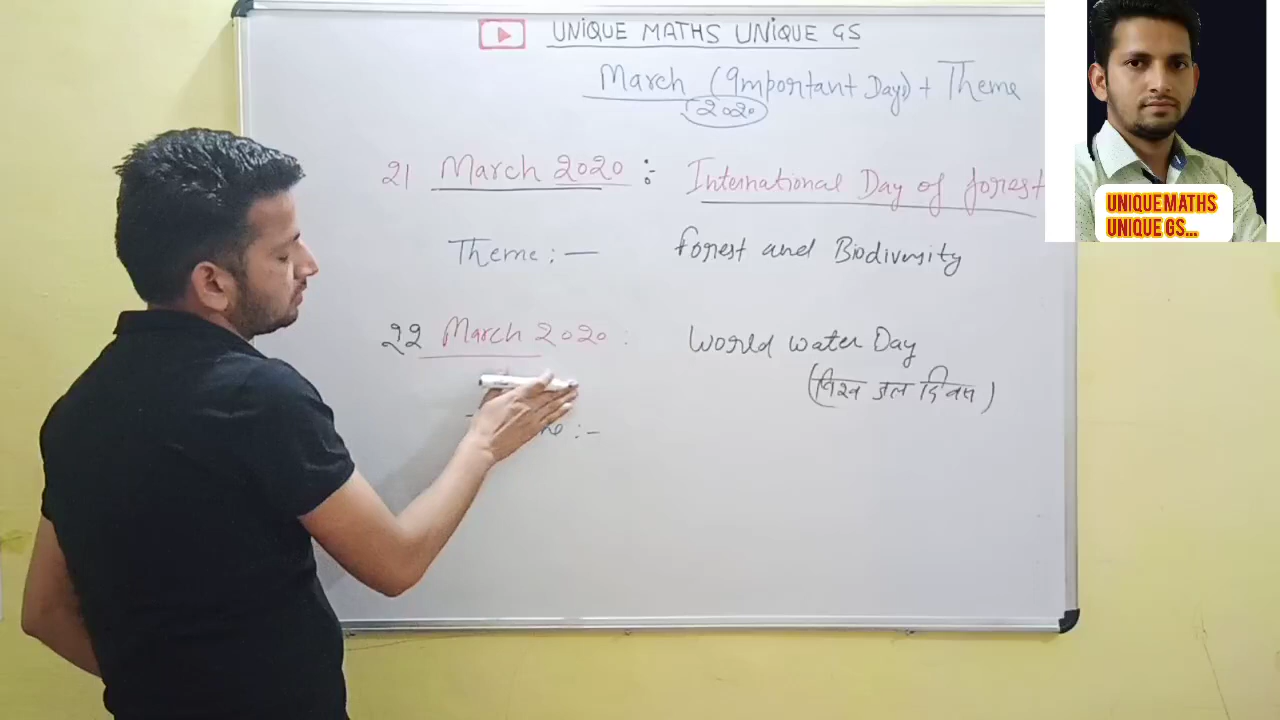 UNIQUE MATHS UNIQUE GS
March (Important Days) + Theme
2020
21 March 2020 :- International Day of forest
Theme :— forest and Biodiversity
22 March 2020 : World water Day
(विश्व जल दिवस)
:-
UNIQUE MATHS
UNIQUE GS...